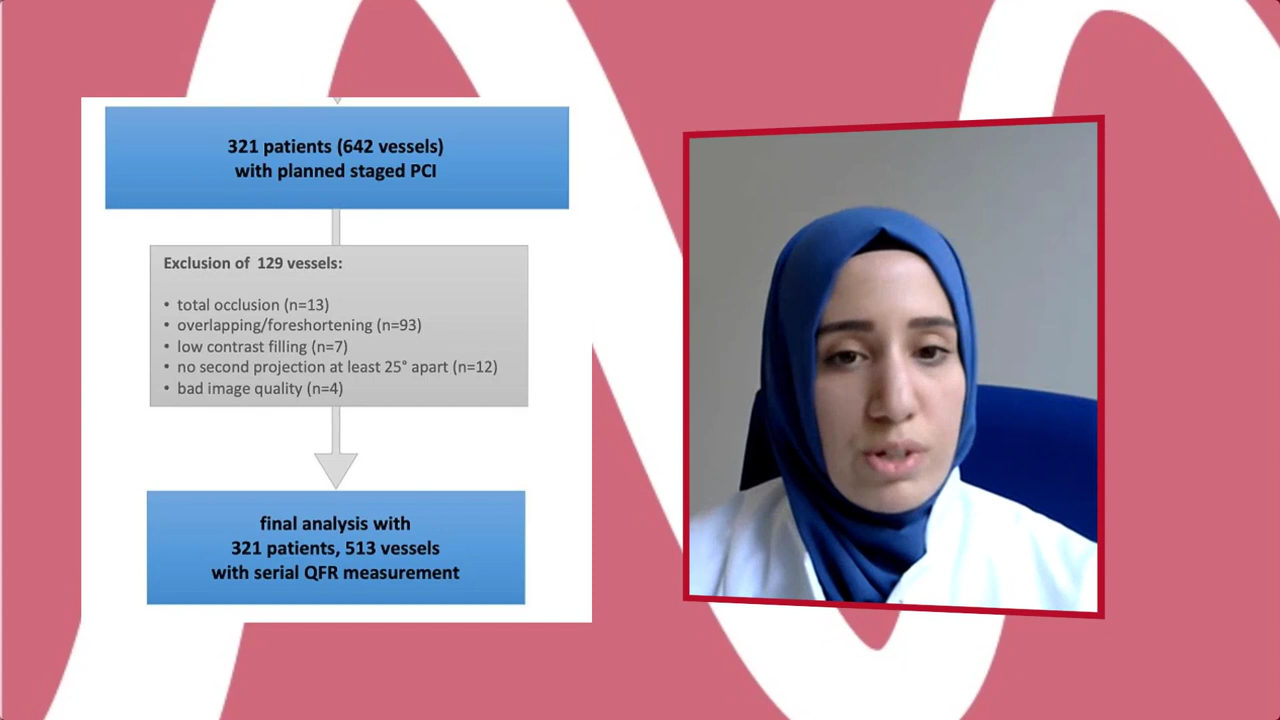 321 patients (642 vessels)
with planned staged PCI
Exclusion of 129 vessels:
• total occlusion (n=13)
• overlapping/foreshortening (n=93)
• low contrast filling (n=7)
• no second projection at least 25° apart (n=12)
• bad image quality (n=4)
final analysis with
321 patients, 513 vessels
with serial QFR measurement